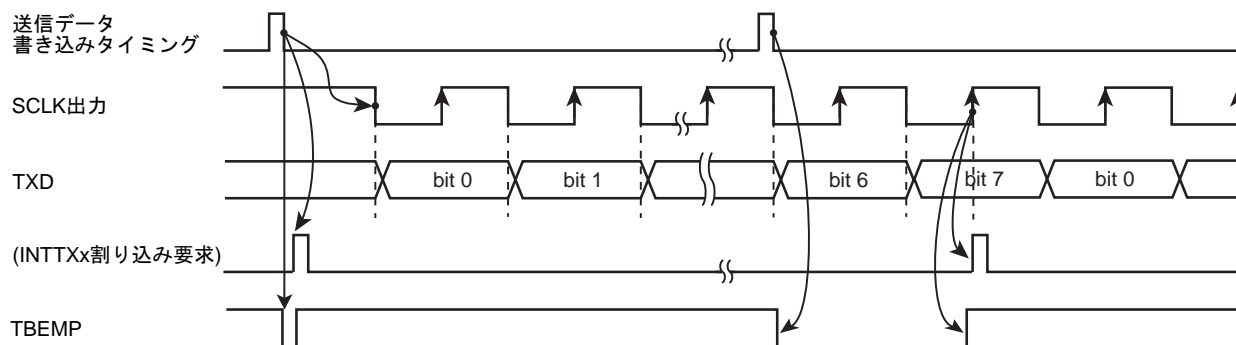 送信データ
書き込みタイミング
SCLK出力
TXD
bit 0
bit 1
bit 6
bit 7
bit 0
(INTTXx割り込み要求)
TBEMP